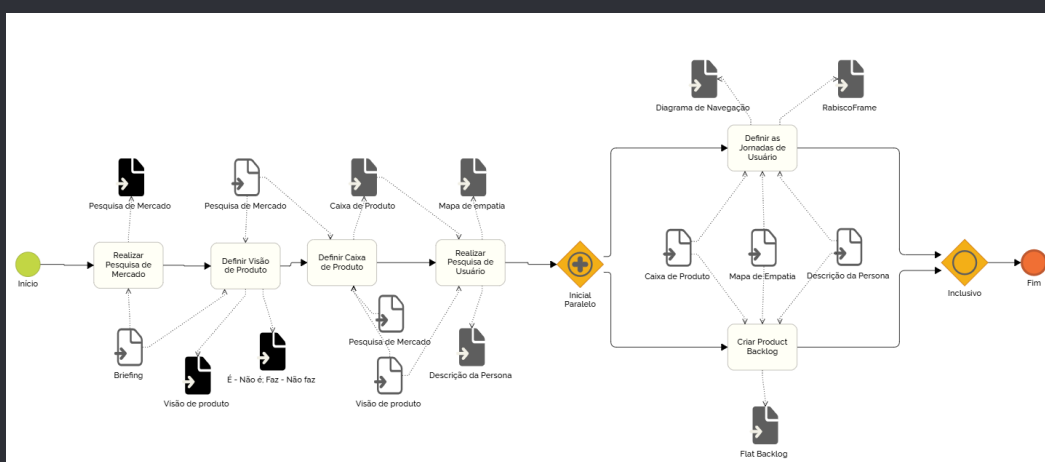 Diagrama de Navegação
RabiscoFrame
Definir as
Jornadas de
Usuário
Pesquisa de Mercado
Pesquisa de Mercado
Caixa de Produto
Mapa de empatia
Início
Realizar
Pesquisa de
Mercado
Definir Visão
de Produto
Definir Caixa
de Produto
Realizar
Pesquisa de
Usuário
Inicial
Paralelo
Caixa de Produto
Mapa de Empatia
Descrição da Persona
Inclusivo
Fim
Briefing
Visão de produto
É - Não é; Faz - Não faz
Pesquisa de Mercado
Visão de produto
Descrição da Persona
Criar Product
Backlog
Flat Backlog